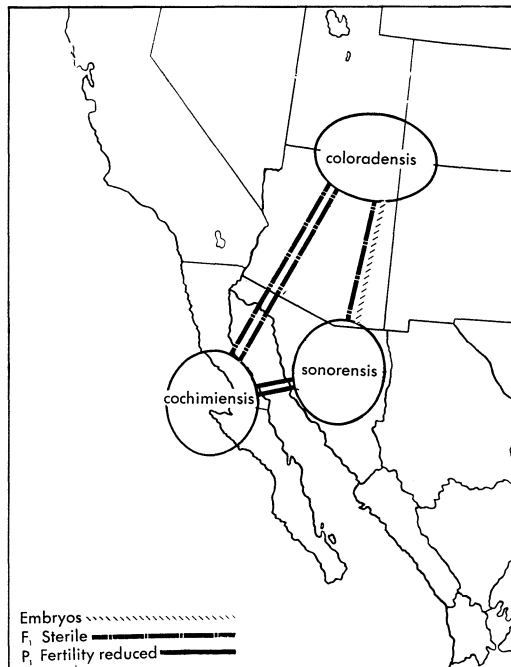 coloradensis
sonorensis
cochimiensis
Embryos
F₁ Sterile
P₁ Fertility reduced